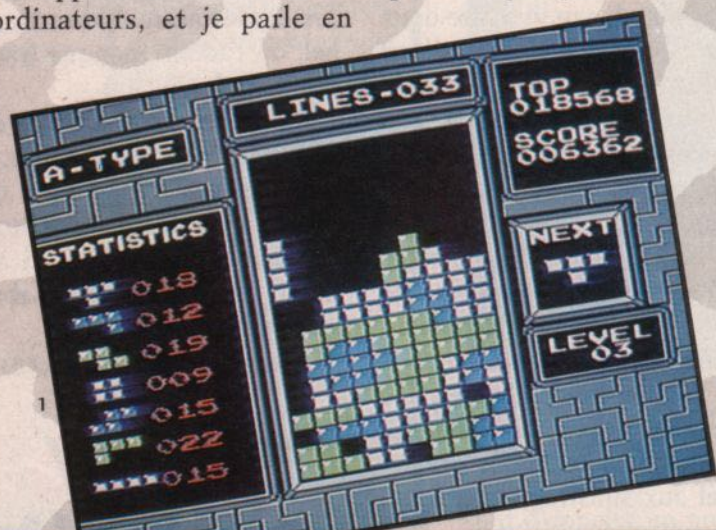 ordinateurs, et je parle en
LINES-033
TOP
018568
SCORE
006362
A-TYPE
STATISTICS
018
012
019
009
015
022
015
NEXT
LEVEL
03
1